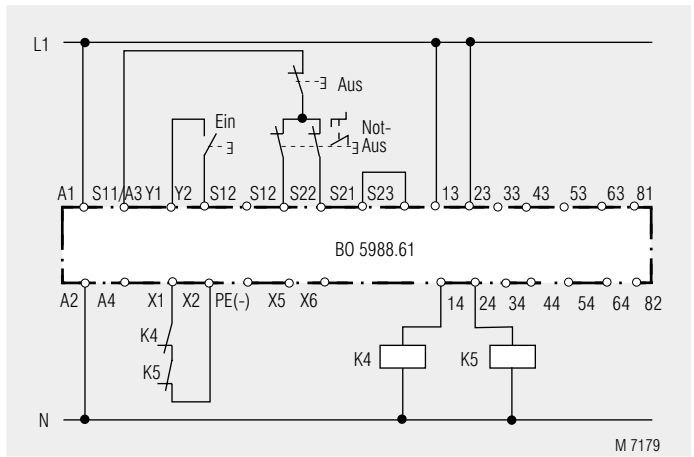 L1
Aus
Ein
Not-
Aus
A1 S11/A3 Y1 Y2 S12 S12 S22 S21 S23 13 23 33 43 53 63 81
BO 5988.61
A2 A4 X1 X2 PE(-) X5 X6 14 24 34 44 54 64 82
K4
K5
K4 K5
N
M 7179